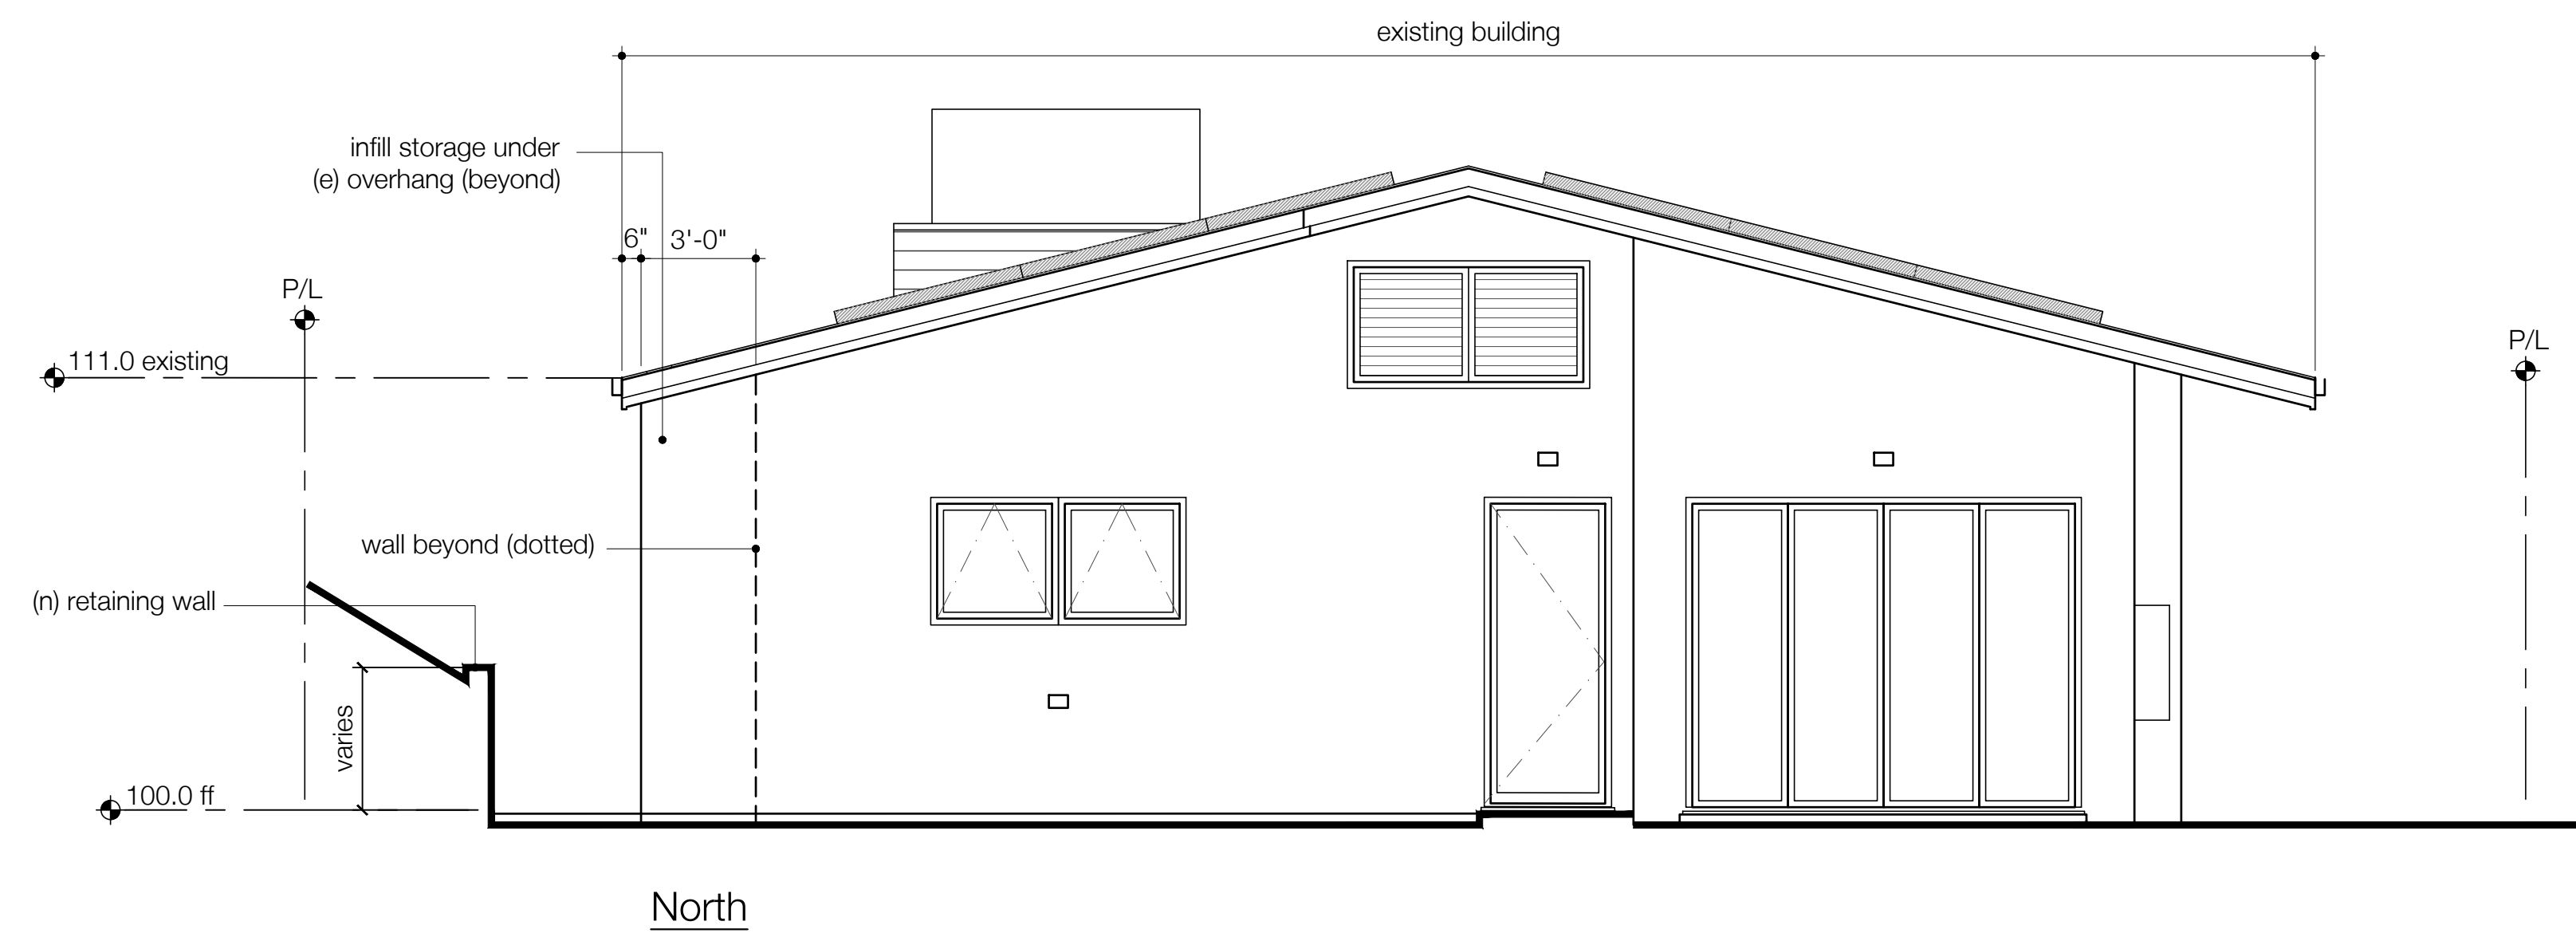 existing building
infill storage under
(e) overhang (beyond)
6" 3'-0"
P/L
P/L
111.0 existing
wall beyond (dotted)
(n) retaining wall
varies
100.0 ff
North